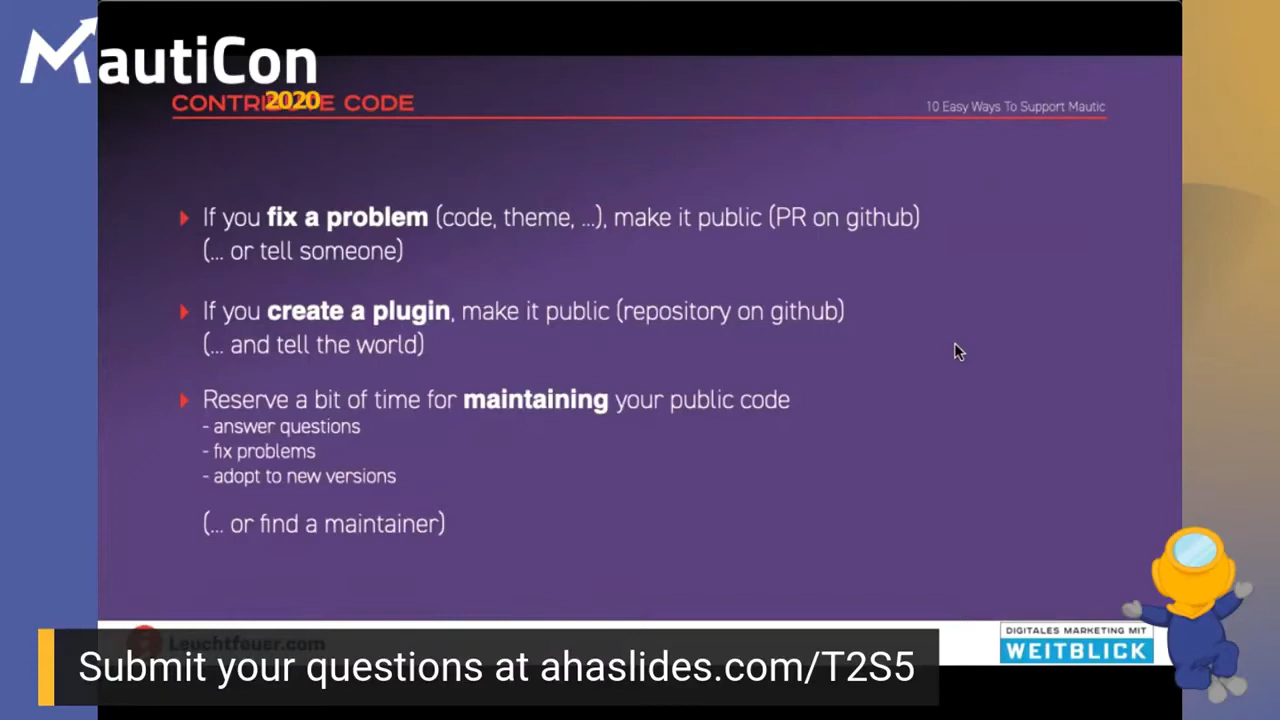 MautiCon
2020
CONTRIBUTE CODE
10 Easy Ways To Support Mautic
If you fix a problem (code, theme, ...), make it public (PR on github)
(... or tell someone)
If you create a plugin, make it public (repository on github)
(... and tell the world)
Reserve a bit of time for maintaining your public code
- answer questions
- fix problems
- adopt to new versions
(... or find a maintainer)
Leuchtfeuer.com
DIGITALES MARKETING MIT
WEITBLICK
Submit your questions at ahaslides.com/T2S5